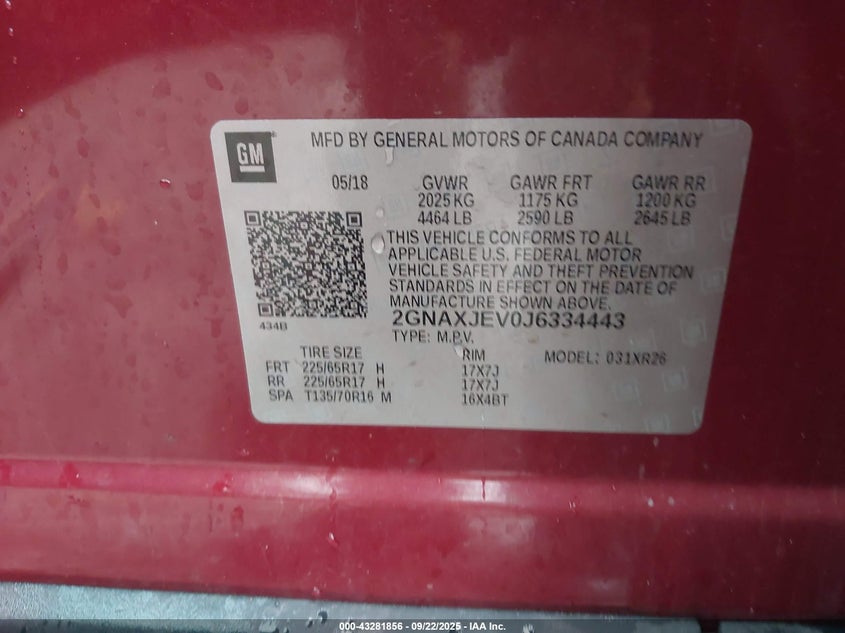 GM
MFD BY GENERAL MOTORS OF CANADA COMPANY
05/18 GVWR GAWR FRT GAWR RR
2025 KG 1175 KG 1200 KG
4464 LB 2590 LB 2645 LB
THIS VEHICLE CONFORMS TO ALL
APPLICABLE U.S. FEDERAL MOTOR
VEHICLE SAFETY AND THEFT PREVENTION
STANDARDS IN EFFECT ON THE DATE OF
MANUFACTURE SHOWN ABOVE.
434B
2GNAXJEV0J6334443
TYPE: M.P.V.
TIRE SIZE RIM MODEL: 031XR26
FRT 225/65R17 H 17X7J
RR 225/65R17 H 17X7J
SPA T135/70R16 M 16X4BT
000-43281856 - 09/22/2025 - IAA Inc.